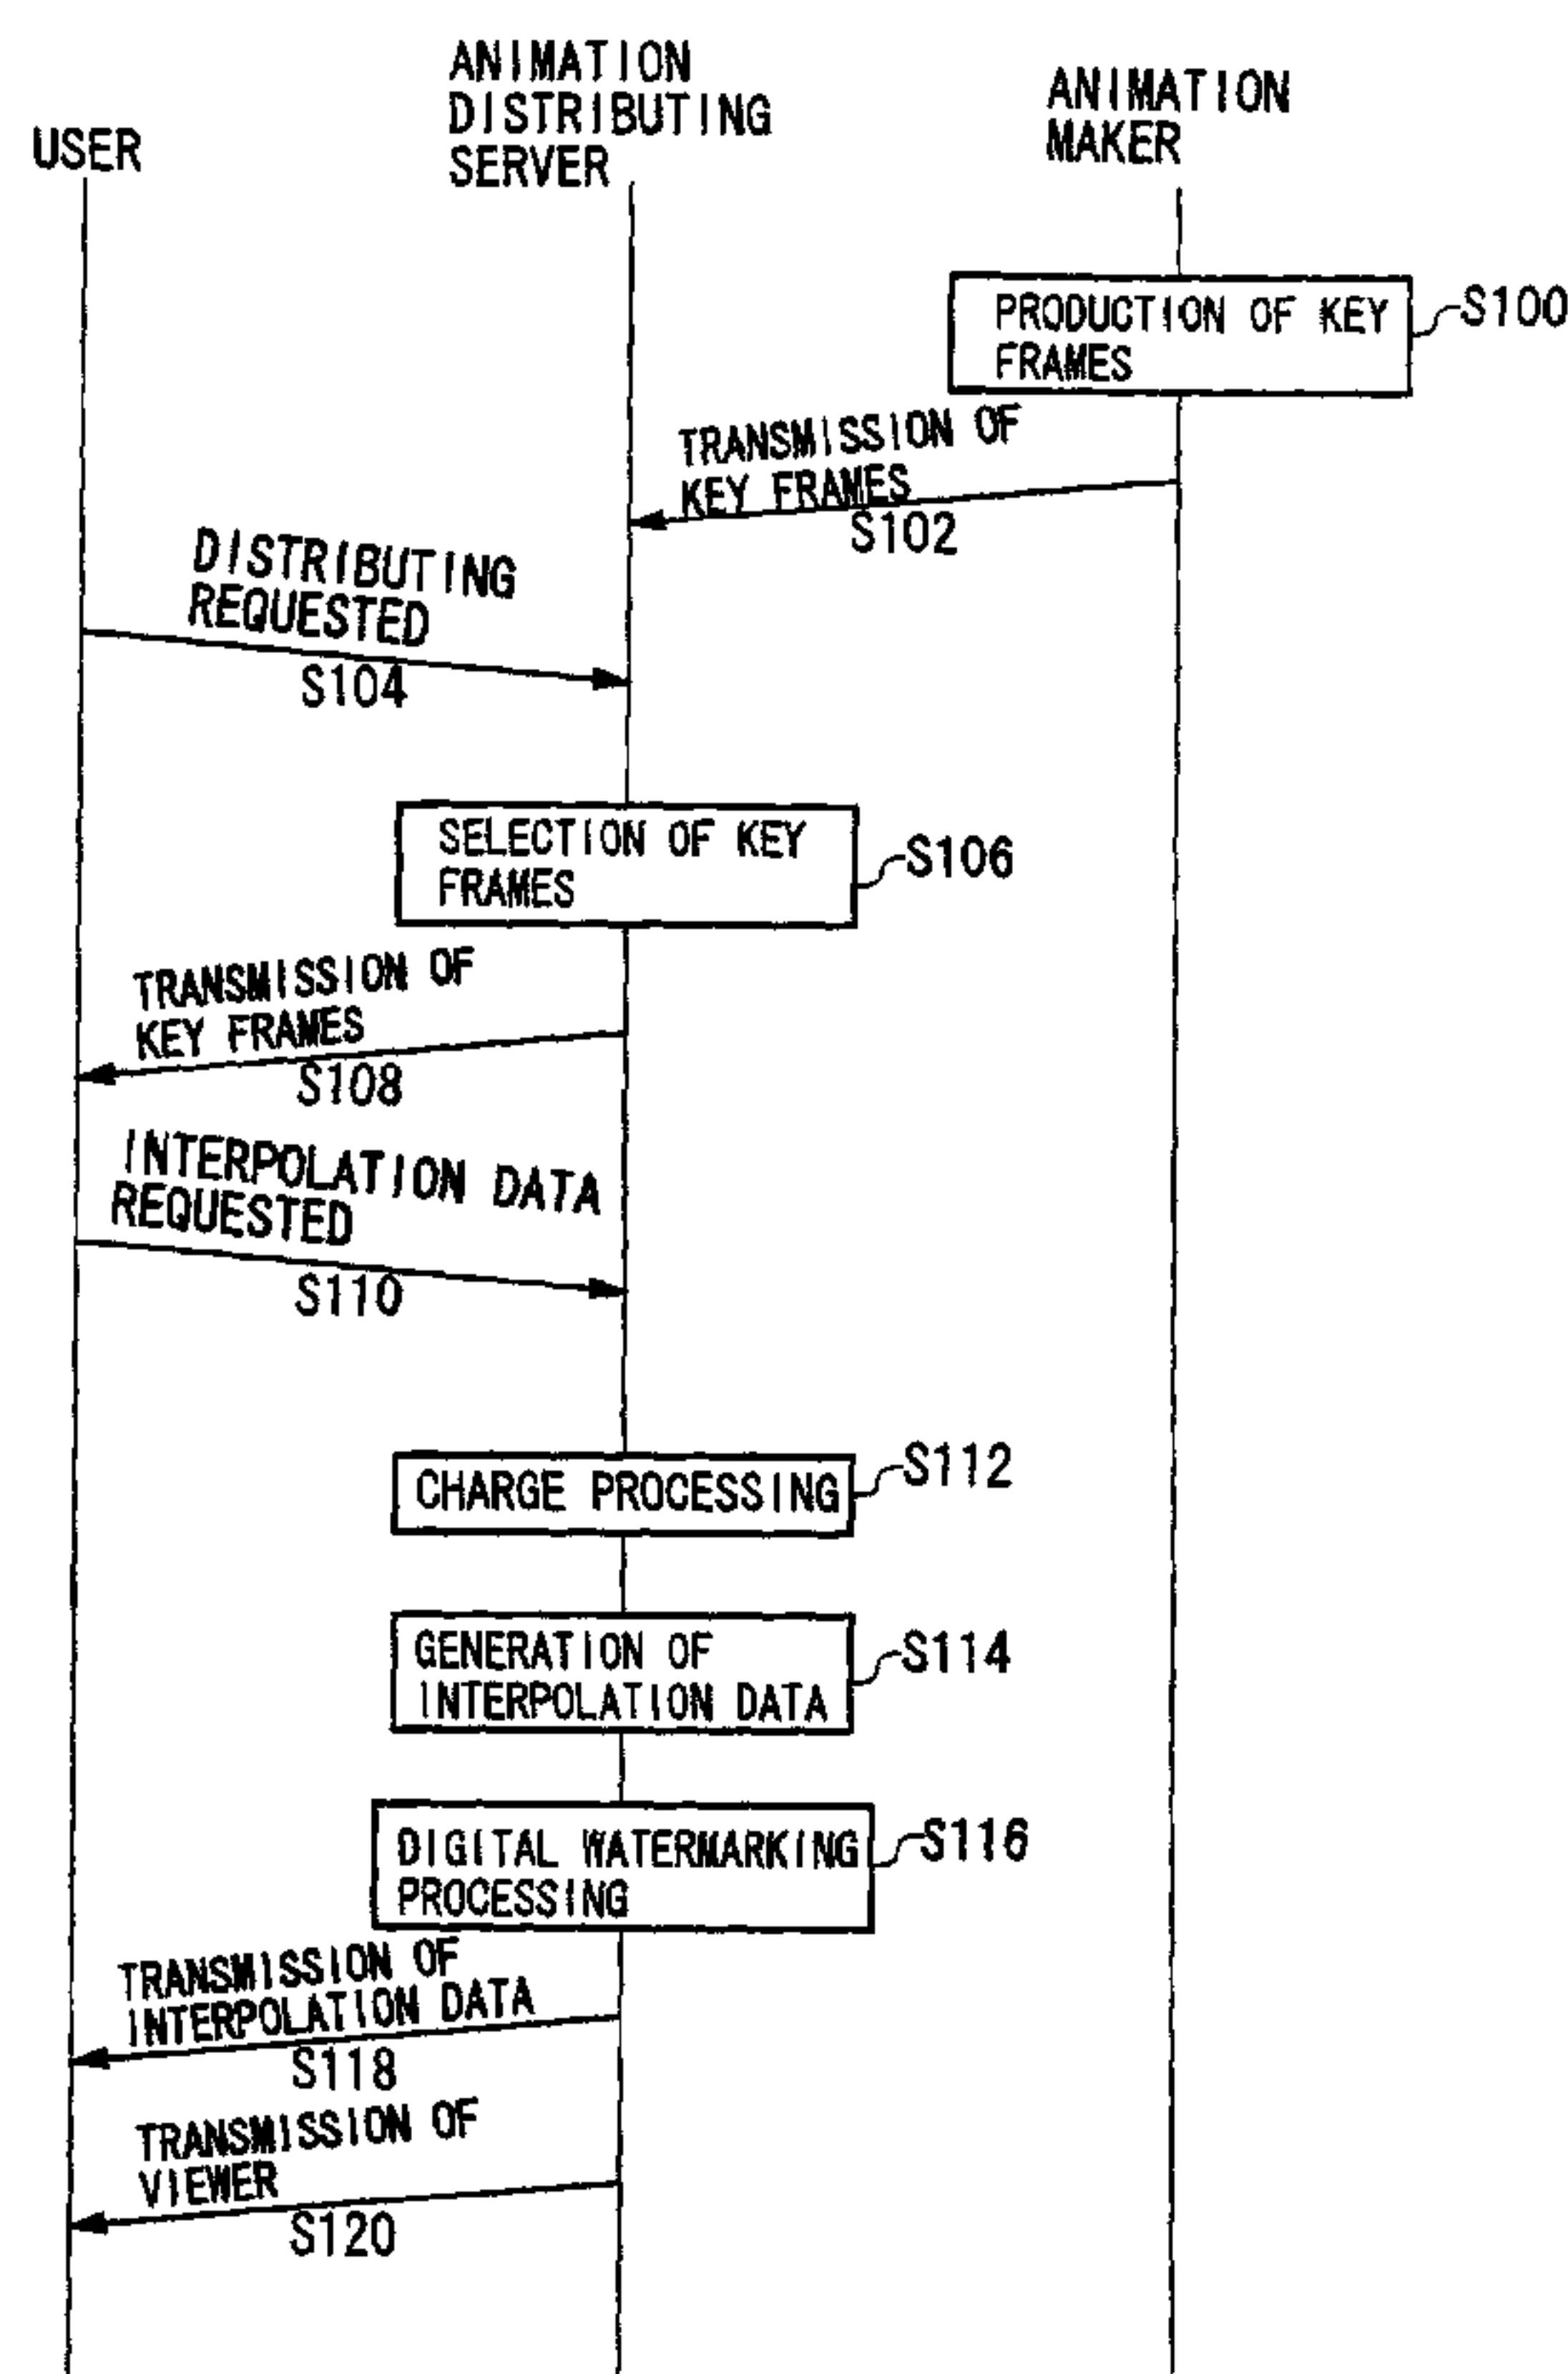 USER
ANIMATION
DISTRIBUTING
SERVER
ANIMATION
MAKER
PRODUCTION OF KEY
FRAMES
S100
TRANSMISSION OF
KEY FRAMES
S102
DISTRIBUTING
REQUESTED
S104
SELECTION OF KEY
FRAMES
S106
TRANSMISSION OF
KEY FRAMES
S108
INTERPOLATION DATA
REQUESTED
S110
CHARGE PROCESSING
S112
GENERATION OF
INTERPOLATION DATA
S114
DIGITAL WATERMARKING
PROCESSING
S116
TRANSMISSION OF
INTERPOLATION DATA
S118
TRANSMISSION OF
VIEWER
S120